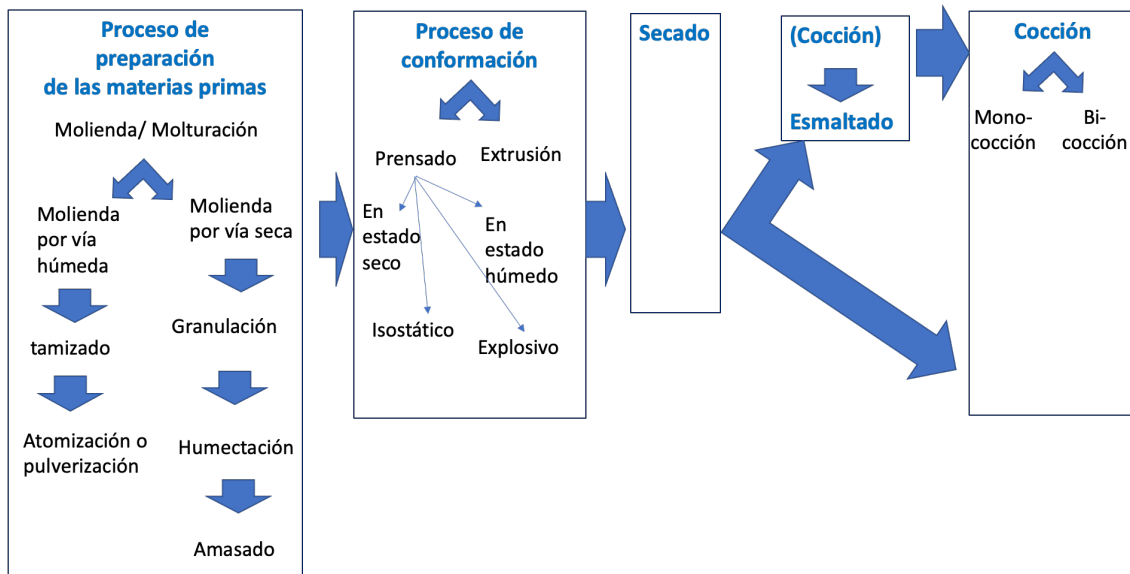 Proceso de
preparación
de las materias primas
Molienda/ Molturación
Molienda
por vía
húmeda
Molienda
por vía seca
tamizado
Granulación
Atomización o
pulverización
Humectación
Amasado
Proceso de
conformación
Prensado
Extrusión
En
estado
seco
En
estado
húmedo
Isostático
Explosivo
Secado
(Cocción)
Esmaltado
Cocción
Mono-
cocción
Bi-
cocción